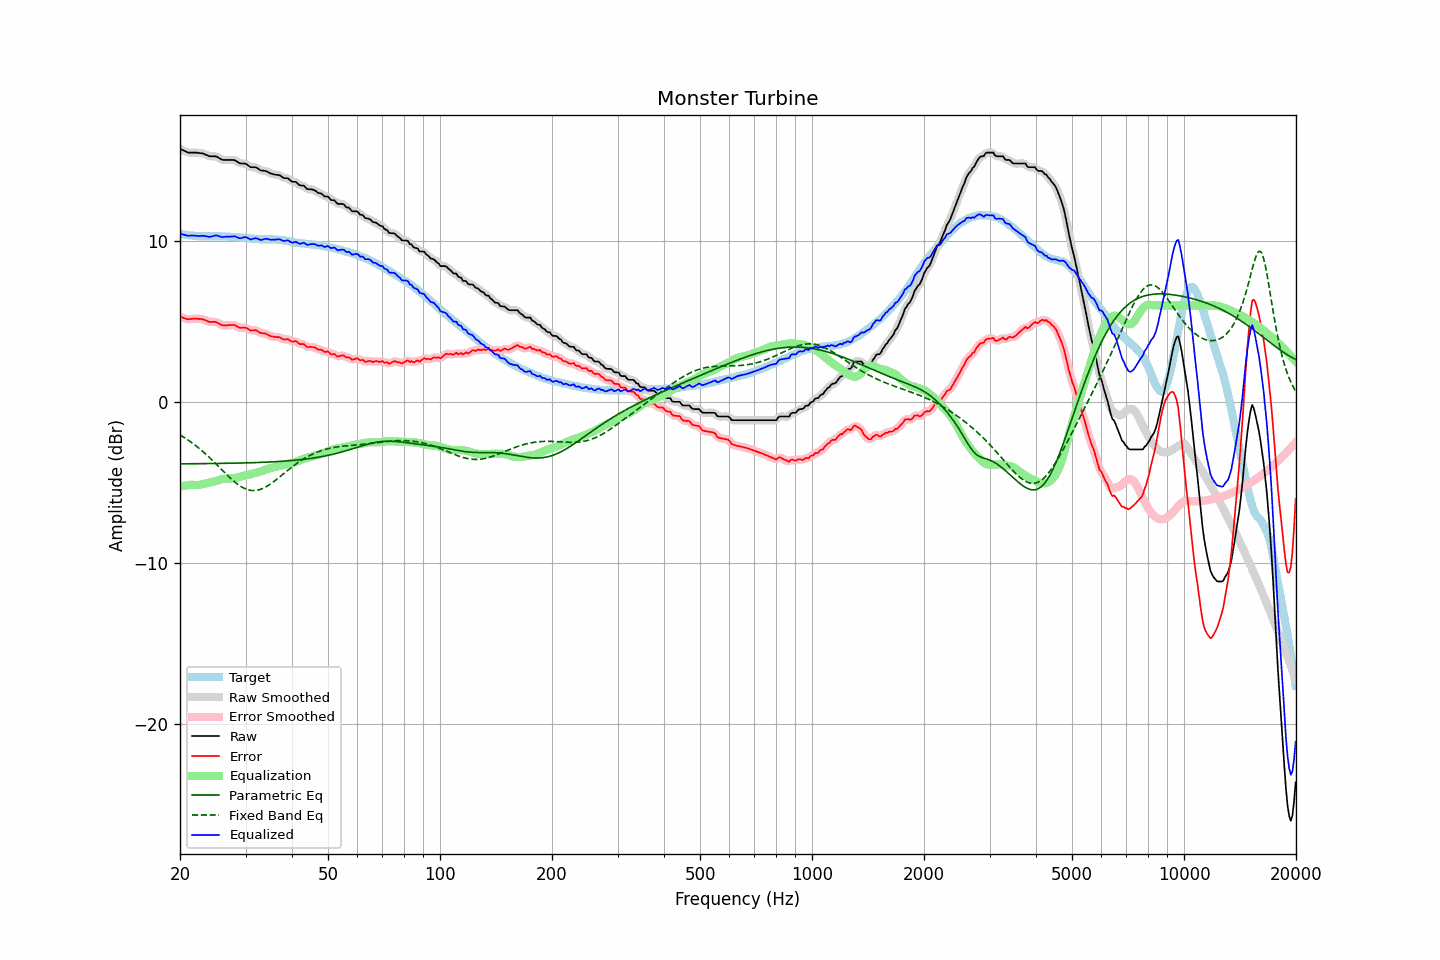 Monster Turbine
Amplitude (dBr)
10
0
−10
−20
Target
Raw Smoothed
Error Smoothed
Raw
Error
Equalization
Parametric Eq
Fixed Band Eq
Equalized
20 50 100 200 500 1000 2000 5000 10000 20000
Frequency (Hz)